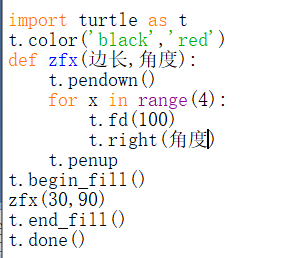 import turtle as t
t.color('black','red')
def zfx(边长,角度):
    t.pendown()
    for x in range(4):
        t.fd(100)
        t.right(角度)
    t.penup
t.begin_fill()
zfx(30,90)
t.end_fill()
t.done()